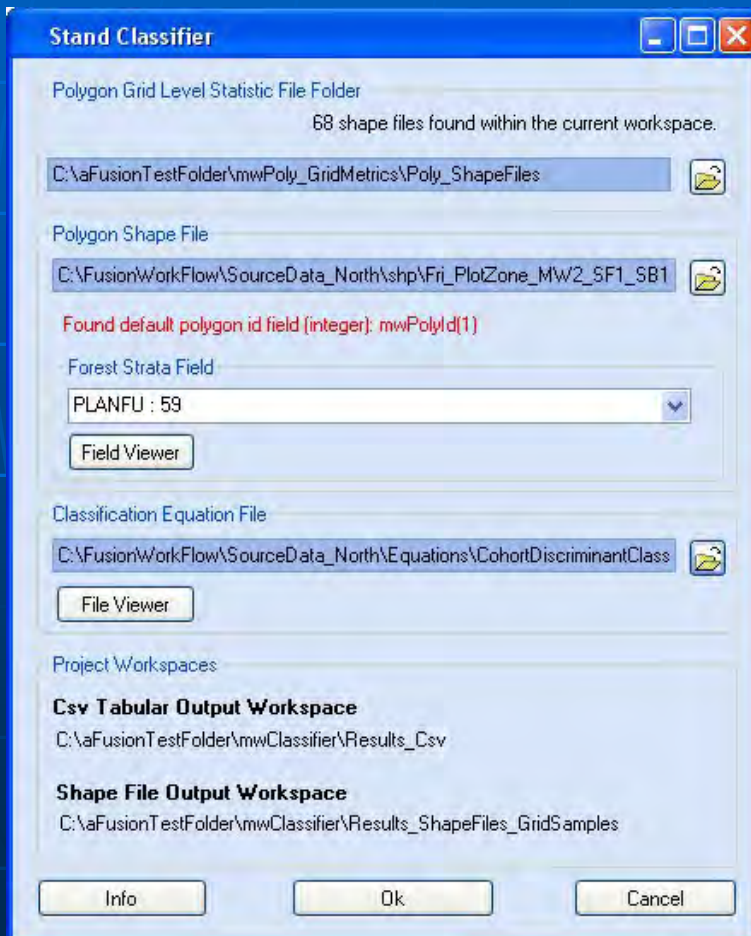 Stand Classifier
Polygon Grid Level Statistic File Folder
68 shape files found within the current workspace.
C:\aFusionTestFolder\mwPoly_GridMetrics\Poly_ShapeFiles
Polygon Shape File
C:\FusionWorkFlow\SourceData_North\shp\Fri_PlotZone_MW2_SF1_SB1
Found default polygon id field (integer): mwPolyId(1)
Forest Strata Field
PLANFU : 59
Field Viewer
Classification Equation File
C:\FusionWorkFlow\SourceData_North\Equations\CohortDiscriminantClass
File Viewer
Project Workspaces
Csv Tabular Output Workspace
C:\aFusionTestFolder\mwClassifier\Results_Csv
Shape File Output Workspace
C:\aFusionTestFolder\mwClassifier\Results_ShapeFiles_GridSamples
Info Ok Cancel